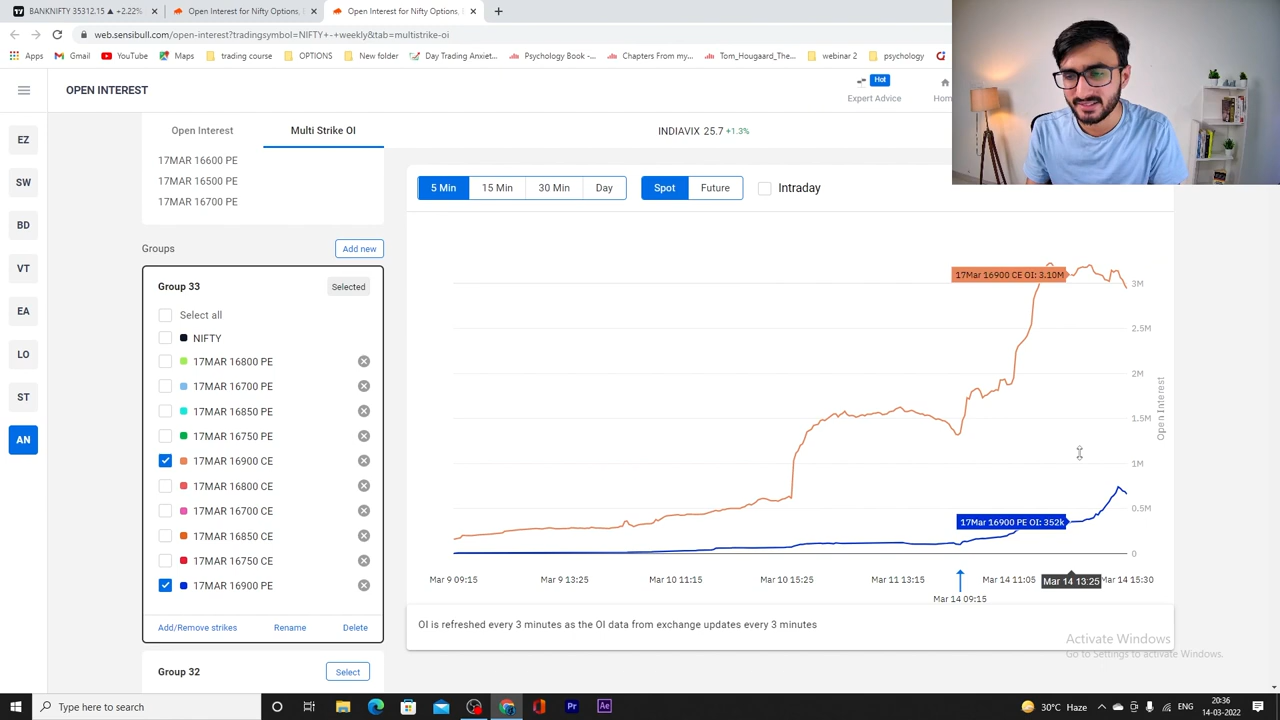 BANKNIFTY 35312.15 ▲ +2.22%
Open Interest for Nifty Options,
Open Interest for Nifty Options,
web.sensibull.com/open-interest?tradingsymbol=NIFTY+-+weekly&tab=multistrike-oi
Apps
Gmail
YouTube
Maps
trading course
OPTIONS
New folder
Day Trading Anxiet...
Psychology Book -...
Chapters From my...
Tom_Hougaard_The...
webinar 2
psychology
OPEN INTEREST
Hot
Expert Advice
Hom
EZ
SW
BD
VT
EA
LO
ST
AN
Open Interest
Multi Strike OI
INDIAVIX 25.7 +1.3%
17MAR 16600 PE
17MAR 16500 PE
17MAR 16700 PE
5 Min
15 Min
30 Min
Day
Spot
Future
Intraday
Groups
Add new
Group 33
Selected
Select all
NIFTY
17MAR 16800 PE
17MAR 16700 PE
17MAR 16850 PE
17MAR 16750 PE
17MAR 16900 CE
17MAR 16800 CE
17MAR 16700 CE
17MAR 16850 CE
17MAR 16750 CE
17MAR 16900 PE
Add/Remove strikes
Rename
Delete
Group 32
Select
17Mar 16900 CE OI: 3.10M
17Mar 16900 PE OI: 352k
3M
2.5M
2M
1.5M
1M
0.5M
0
Open Interest
Mar 9 09:15
Mar 9 13:25
Mar 10 11:15
Mar 10 15:25
Mar 11 13:15
Mar 14 11:05
Mar 14 13:25
Mar 14 15:30
Mar 14 09:15
OI is refreshed every 3 minutes as the OI data from exchange updates every 3 minutes
Activate Windows
Go to Settings to activate Windows.
Type here to search
Pr
Ae
30°C Haze
ENG
20:36
14-03-2022